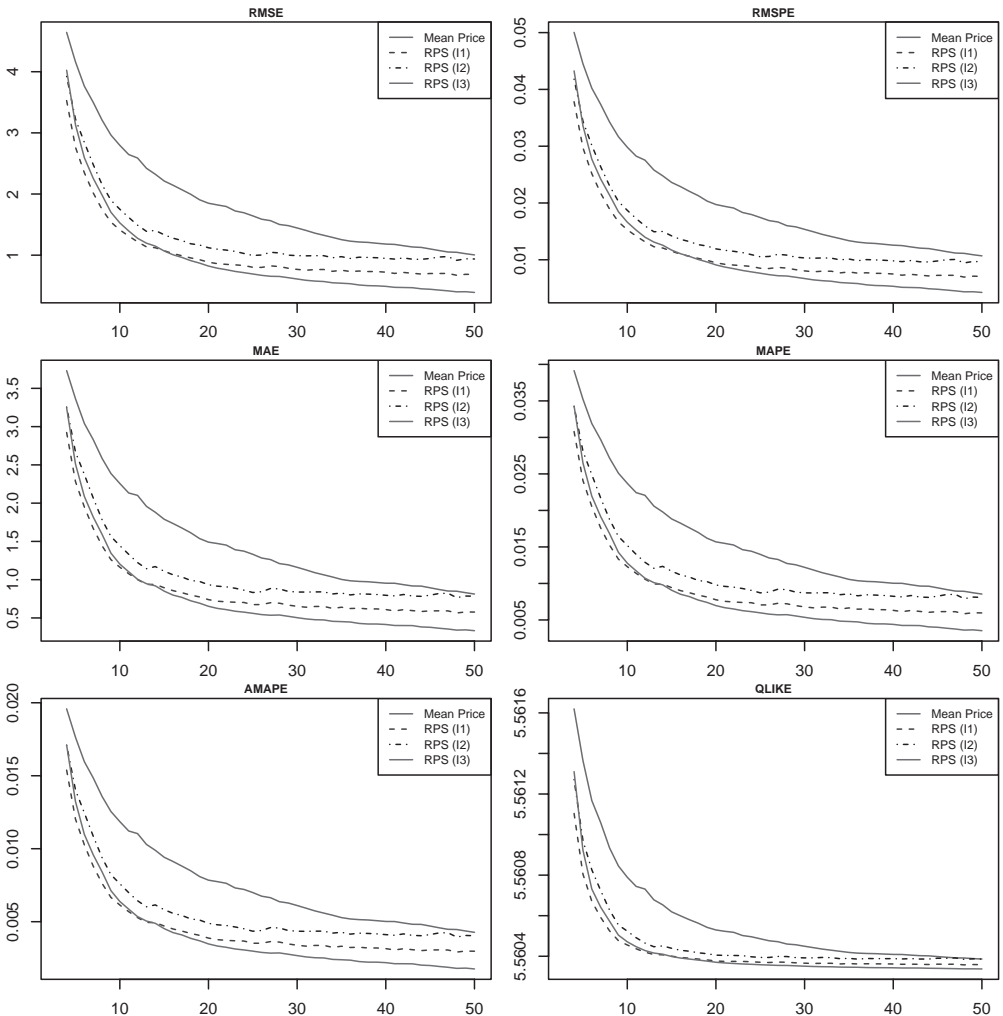 RMSE
4
3
2
1
Mean Price
RPS (I1)
RPS (I2)
RPS (I3)
10 20 30 40 50
RMSPE
0.05
0.04
0.03
0.02
0.01
Mean Price
RPS (I1)
RPS (I2)
RPS (I3)
10 20 30 40 50
MAE
3.5
3.0
2.5
2.0
1.5
1.0
0.5
Mean Price
RPS (I1)
RPS (I2)
RPS (I3)
10 20 30 40 50
MAPE
0.035
0.025
0.015
0.005
Mean Price
RPS (I1)
RPS (I2)
RPS (I3)
10 20 30 40 50
AMAPE
0.020
0.015
0.010
0.005
Mean Price
RPS (I1)
RPS (I2)
RPS (I3)
10 20 30 40 50
QLIKE
5.5616
5.5612
5.5608
5.5604
Mean Price
RPS (I1)
RPS (I2)
RPS (I3)
10 20 30 40 50